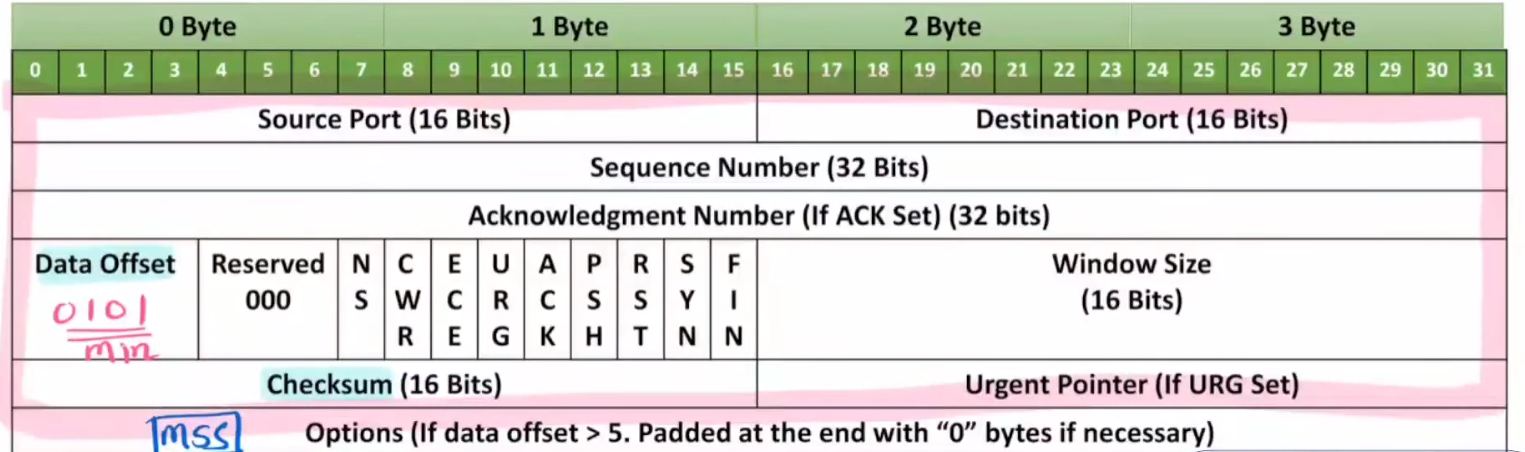 0 Byte 1 Byte 2 Byte 3 Byte
0 1 2 3 4 5 6 7 8 9 10 11 12 13 14 15 16 17 18 19 20 21 22 23 24 25 26 27 28 29 30 31
Source Port (16 Bits) Destination Port (16 Bits)
Sequence Number (32 Bits)
Acknowledgment Number (If ACK Set) (32 bits)
Data Offset Reserved N C E U A P R S F Window Size
0101 000 S W C R C S S Y I (16 Bits)
min R E G K H T N N
Checksum (16 Bits) Urgent Pointer (If URG Set)
MSS Options (If data offset > 5. Padded at the end with “0” bytes if necessary)